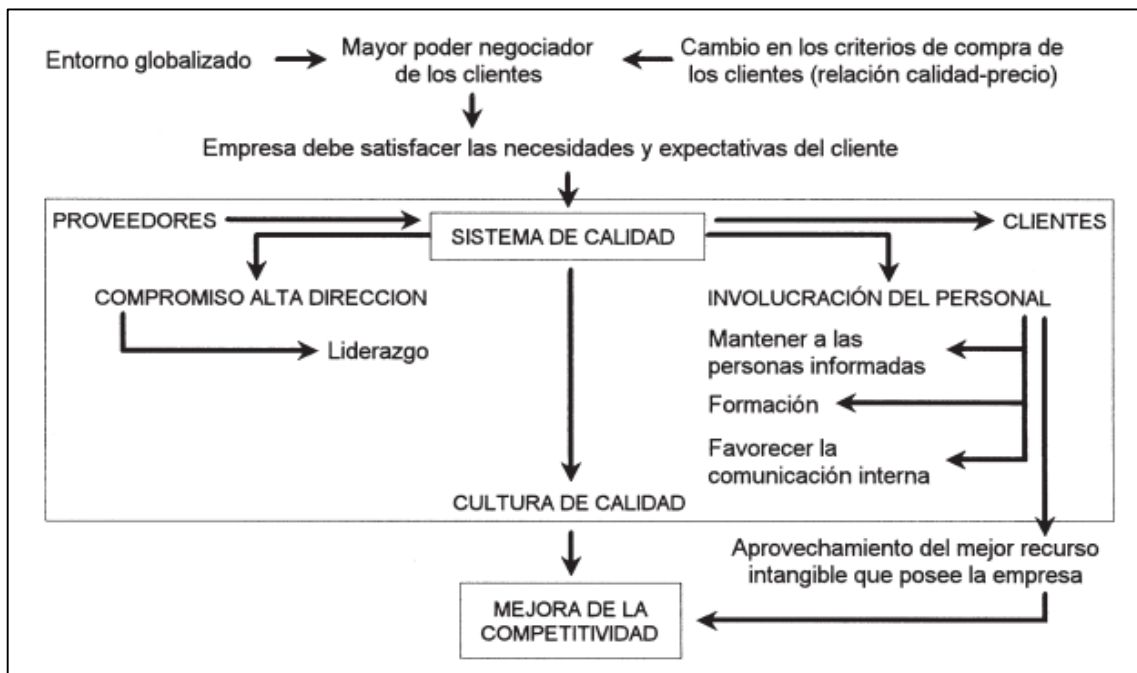 Entorno globalizado
Mayor poder negociador
de los clientes
Cambio en los criterios de compra de
los clientes (relación calidad-precio)
Empresa debe satisfacer las necesidades y expectativas del cliente
PROVEEDORES
SISTEMA DE CALIDAD
CLIENTES
COMPROMISO ALTA DIRECCION
INVOLUCRACIÓN DEL PERSONAL
Liderazgo
Mantener a las
personas informadas
Formación
Favorecer la
comunicación interna
CULTURA DE CALIDAD
Aprovechamiento del mejor recurso
intangible que posee la empresa
MEJORA DE LA
COMPETITIVIDAD